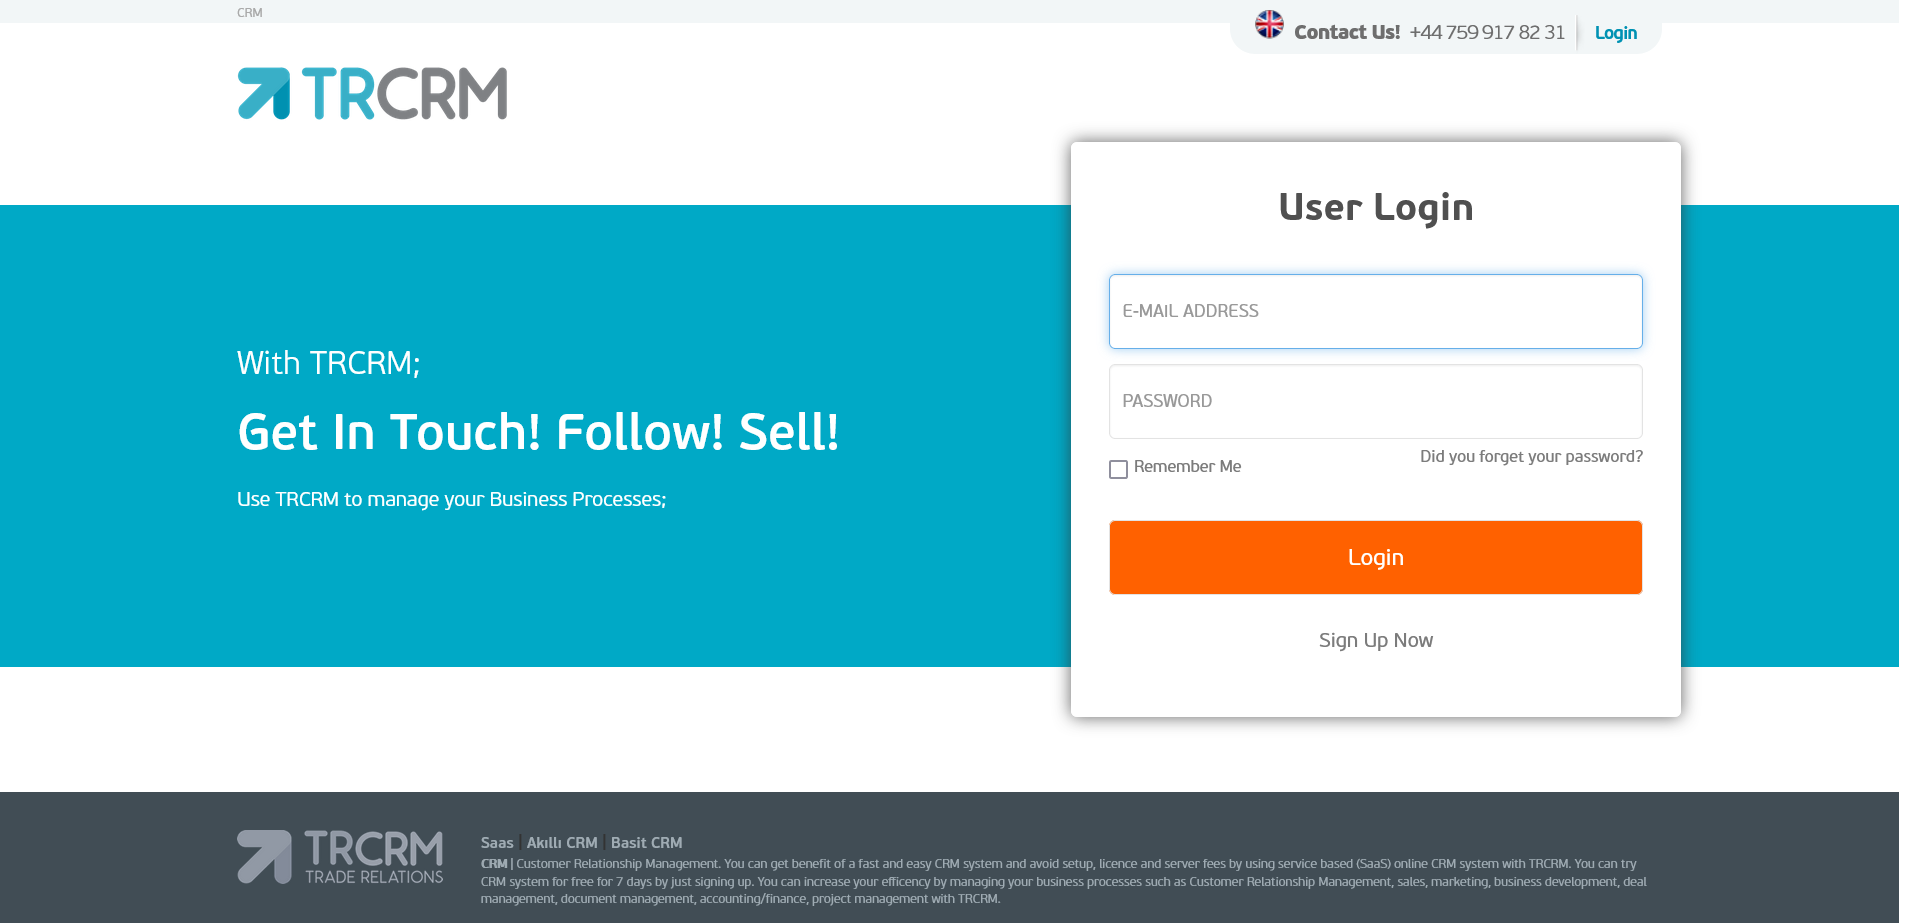 CRM
Contact Us! +44 759 917 82 31 Login
TRCRM
User Login
E-MAİL ADDRESS
PASSWORD
Remember Me
Did you forget your password?
Login
Sign Up Now
With TRCRM;
Get In Touch! Follow! Sell!
Use TRCRM to manage your Business Processes;
TRCRM
TRADE RELATIONS
Saas | Akıllı CRM | Basit CRM
CRM | Customer Relationship Management. You can get benefit of a fast and easy CRM system and avoid setup, licence and server fees by using service based (SaaS) online CRM system with TRCRM. You can try
CRM system for free for 7 days by just signing up. You can increase your efficency by managing your business processes such as Customer Relationship Management, sales, marketing, business development, deal
management, document management, accounting/finance, project management with TRCRM.